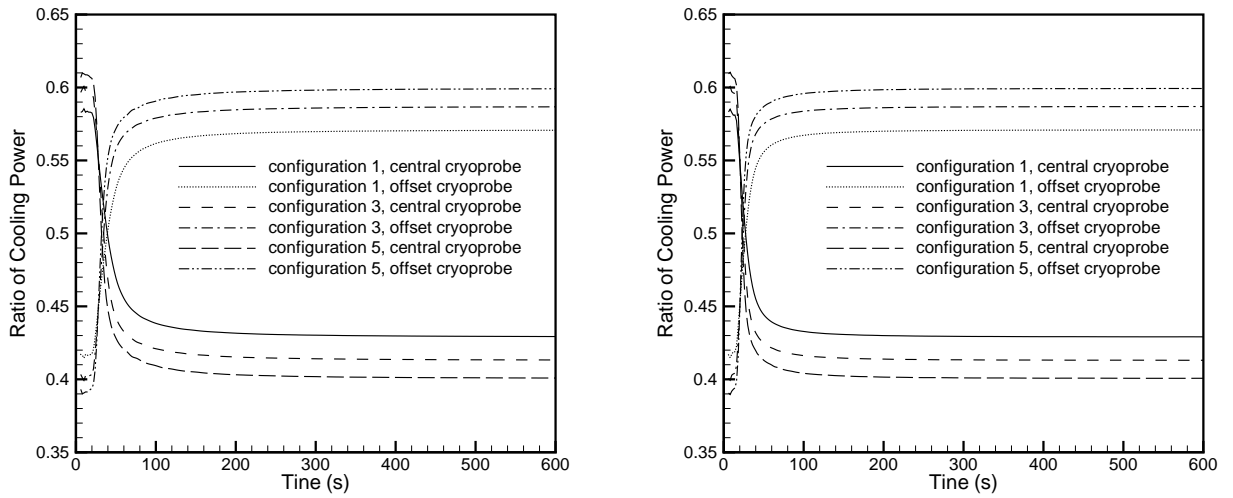 0.65
0.6
0.55
0.5
0.45
0.4
0.35
Ratio of Cooling Power
configuration 1, central cryoprobe
configuration 1, offset cryoprobe
configuration 3, central cryoprobe
configuration 3, offset cryoprobe
configuration 5, central cryoprobe
configuration 5, offset cryoprobe
0 100 200 300 400 500 600
Tine (s)
0.65
0.6
0.55
0.5
0.45
0.4
0.35
Ratio of Cooling Power
configuration 1, central cryoprobe
configuration 1, offset cryoprobe
configuration 3, central cryoprobe
configuration 3, offset cryoprobe
configuration 5, central cryoprobe
configuration 5, offset cryoprobe
0 100 200 300 400 500 600
Tine (s)